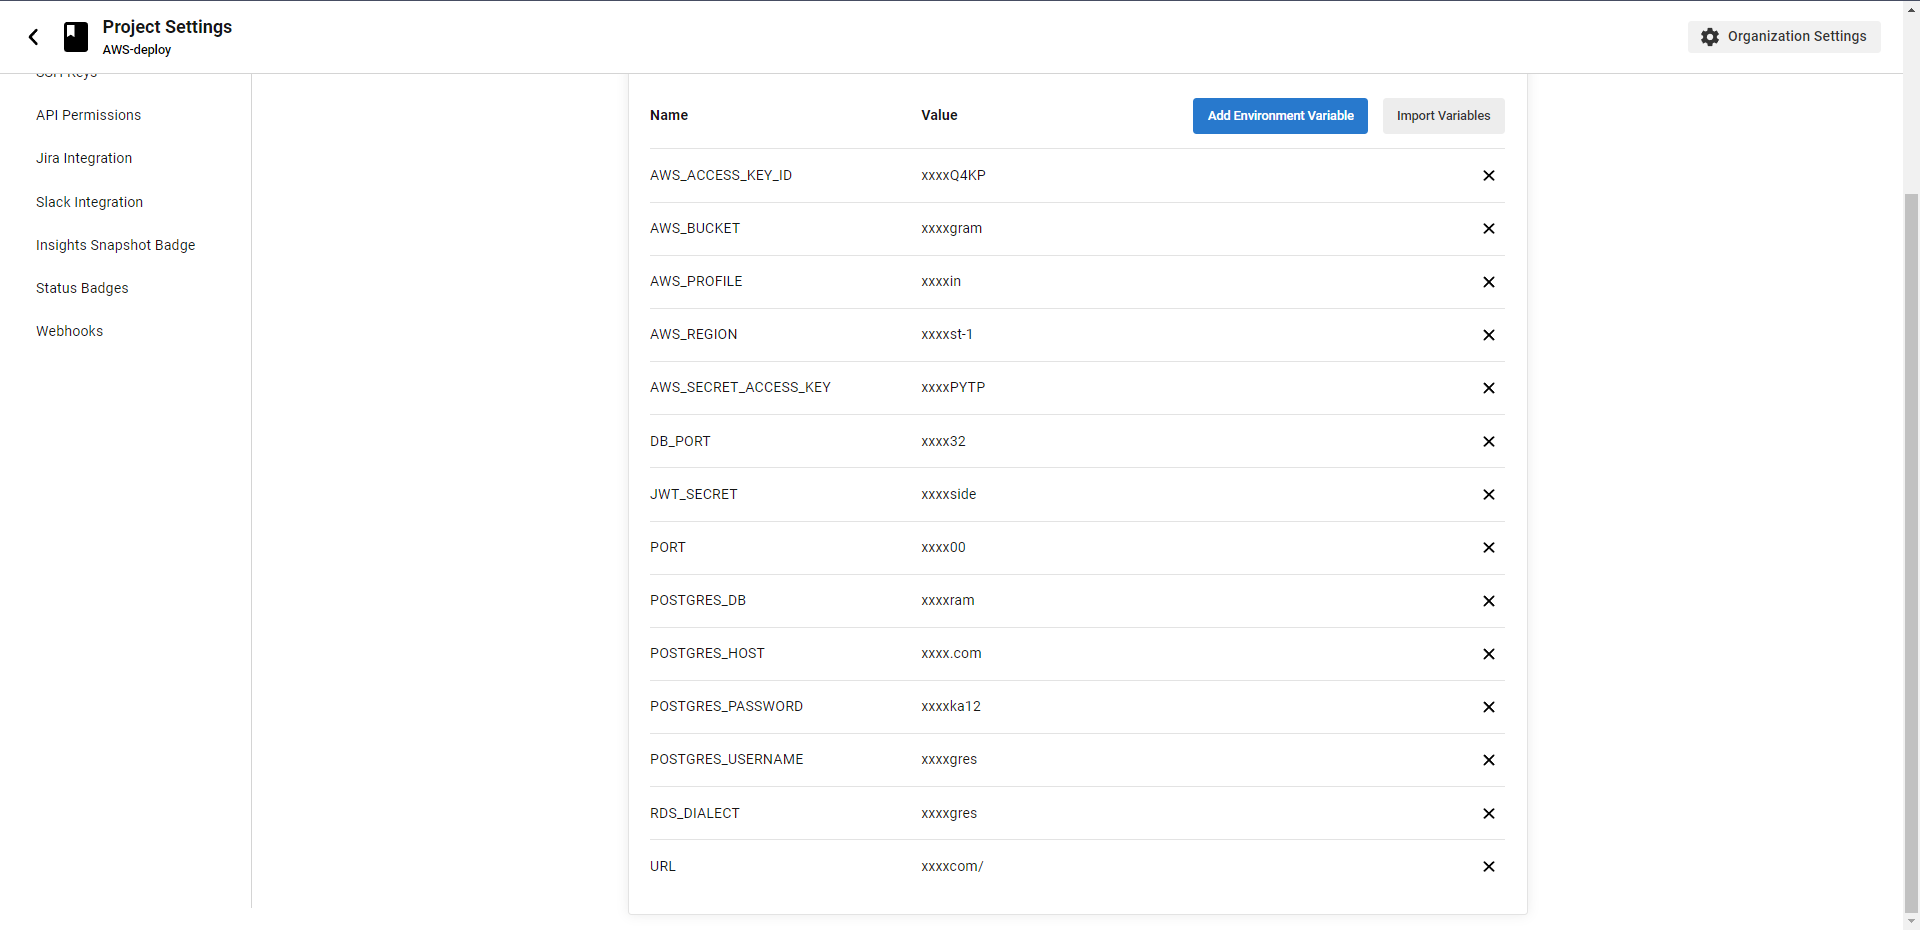 Project Settings
AWS-deploy
Organization Settings
SSH Keys
API Permissions
Jira Integration
Slack Integration
Insights Snapshot Badge
Status Badges
Webhooks
Name Value Add Environment Variable Import Variables
AWS_ACCESS_KEY_ID xxxxQ4KP
AWS_BUCKET xxxxgram
AWS_PROFILE xxxxin
AWS_REGION xxxxst-1
AWS_SECRET_ACCESS_KEY xxxxPYTP
DB_PORT xxxx32
JWT_SECRET xxxxside
PORT xxxx00
POSTGRES_DB xxxxram
POSTGRES_HOST xxxx.com
POSTGRES_PASSWORD xxxxka12
POSTGRES_USERNAME xxxxgres
RDS_DIALECT xxxxgres
URL xxxxcom/